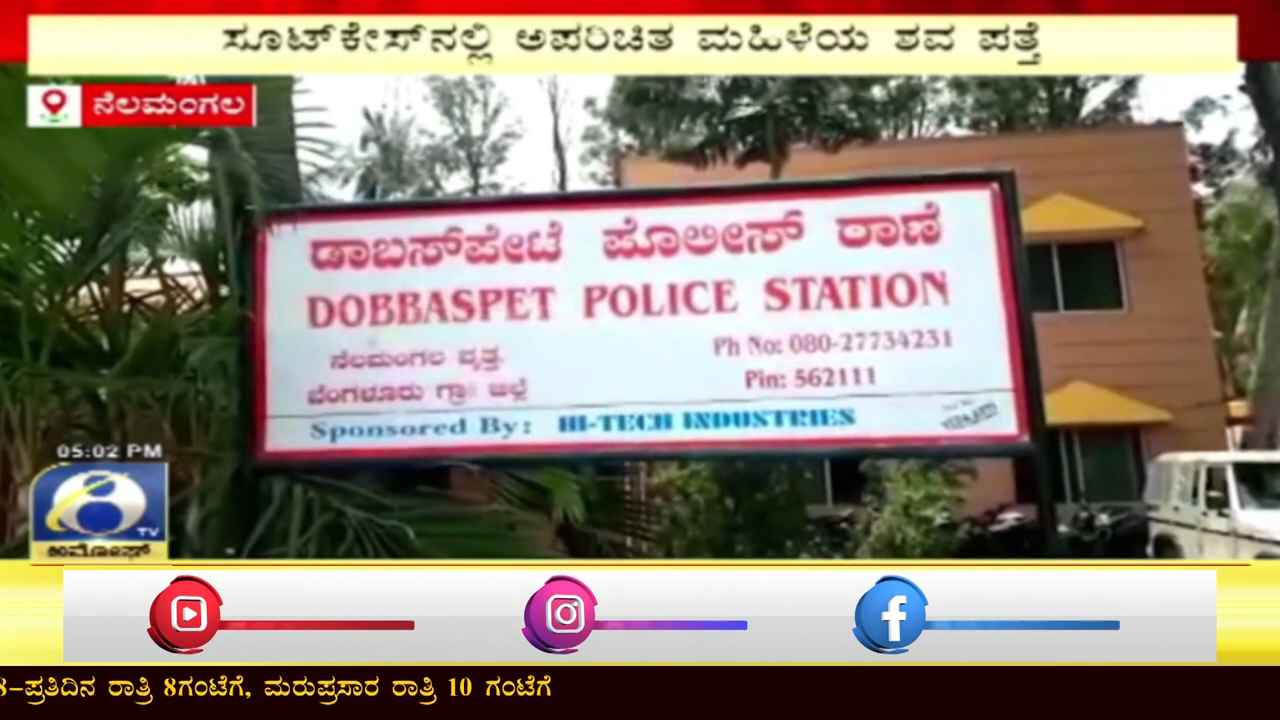 ಸೂಟ್‌ಕೇಸ್‌ನಲ್ಲಿ ಅಪರಿಚಿತ ಮಹಿಳೆಯ ಶವ ಪತ್ತೆ
ನೆಲಮಂಗಲ
ಡಾಬಸ್‌ಪೇಟೆ ಪೊಲೀಸ್ ಠಾಣೆ
DOBBASPET POLICE STATION
ನೆಲಮಂಗಲ ವೃತ್ತ.
Ph No: 080-27734231
ಬೆಂಗಳೂರು ಗ್ರಾ॥ ಜಿಲ್ಲೆ
Pin: 562111
Sponsored By: HI-TECH INDUSTRIES
05:02 PM
8
TV
8-ಪ್ರತಿದಿನ ರಾತ್ರಿ 8ಗಂಟೆಗೆ, ಮರುಪ್ರಸಾರ ರಾತ್ರಿ 10 ಗಂಟೆಗೆ